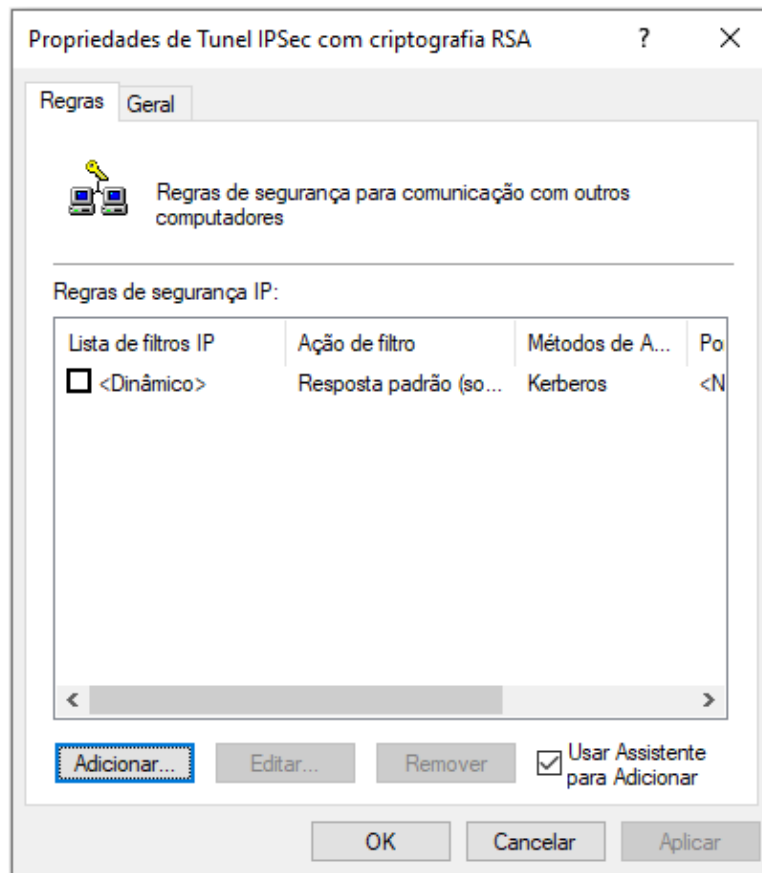 Propriedades de Tunel IPSec com criptografia RSA ? ×
Regras Geral
Regras de segurança para comunicação com outros
computadores
Regras de segurança IP:
Lista de filtros IP Ação de filtro Métodos de A... Po
<Dinâmico> Resposta padrão (so... Kerberos <N
Adicionar... Editar... Remover Usar Assistente
para Adicionar
OK Cancelar Aplicar